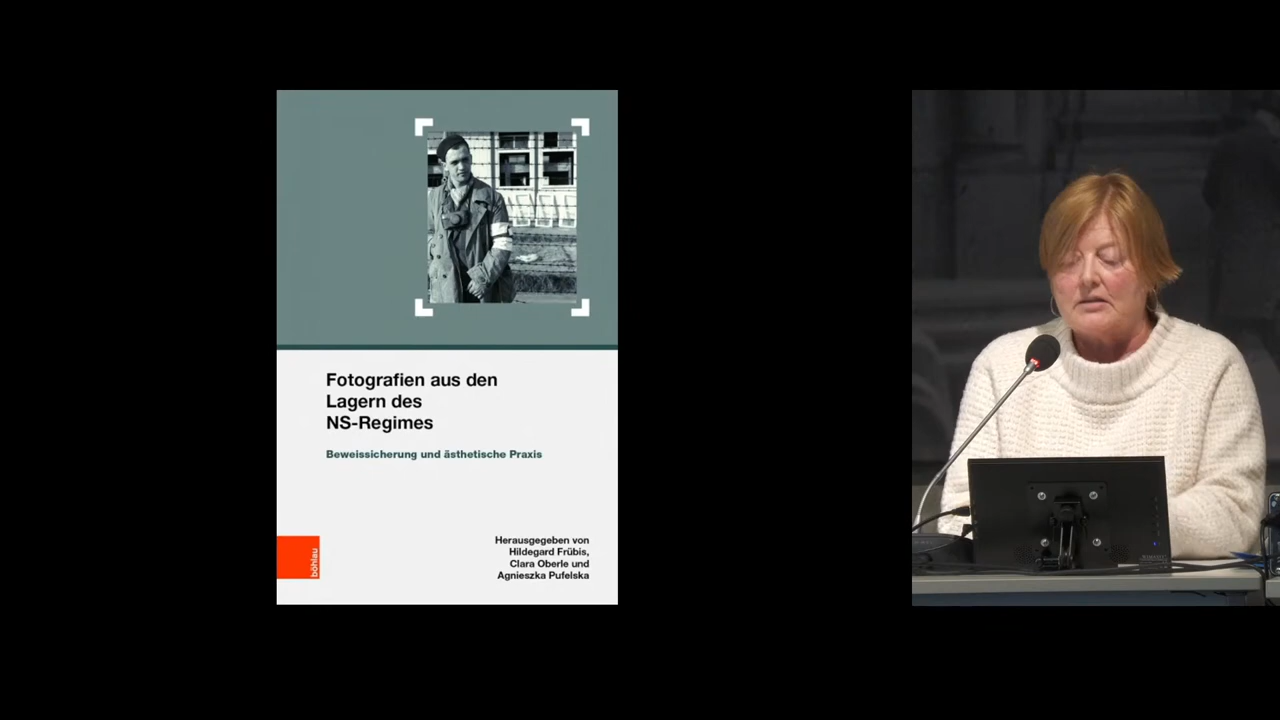 Fotografien aus den
Lagern des
NS-Regimes
Beweissicherung und ästhetische Praxis
Herausgegeben von
Hildegard Frübis,
Clara Oberle und
Agnieszka Pufelska
böhlau